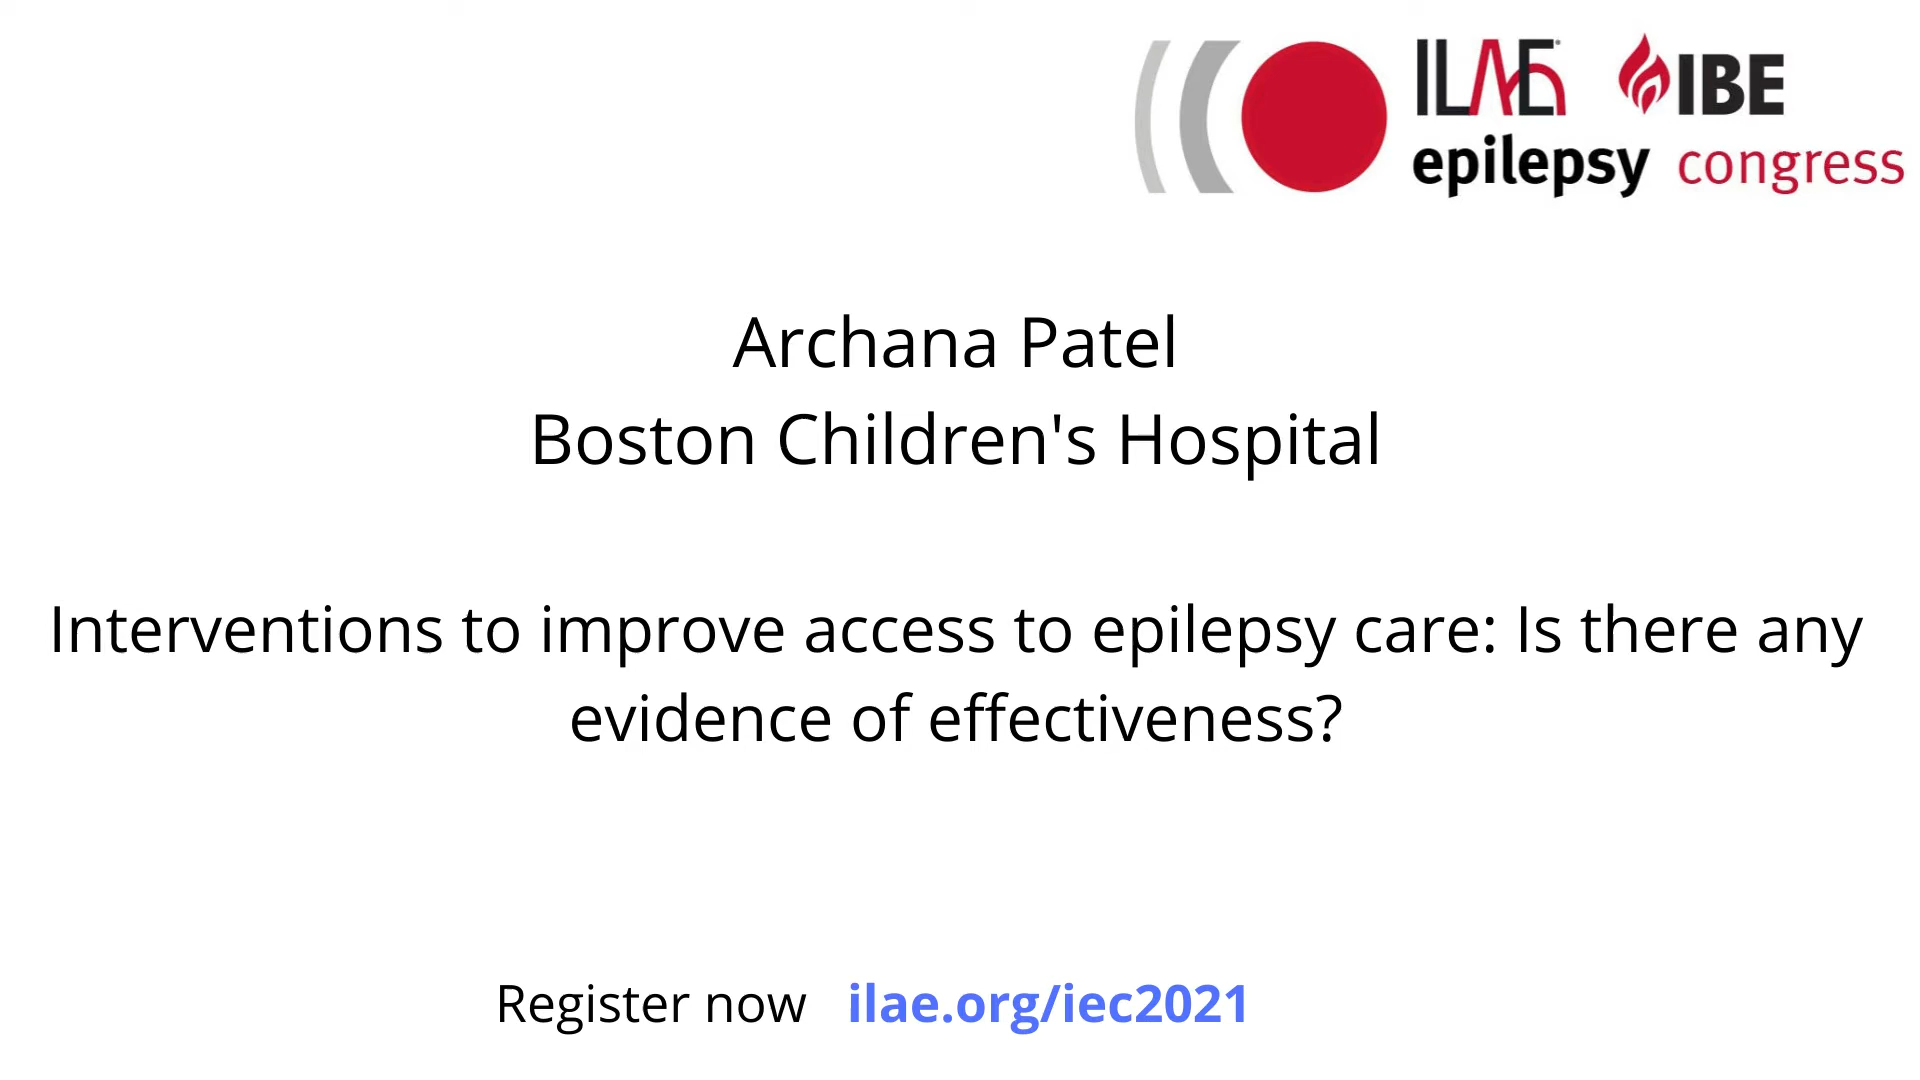 ILAE IBE
epilepsy congress
Archana Patel
Boston Children's Hospital
Interventions to improve access to epilepsy care: Is there any
evidence of effectiveness?
Register now ilae.org/iec2021